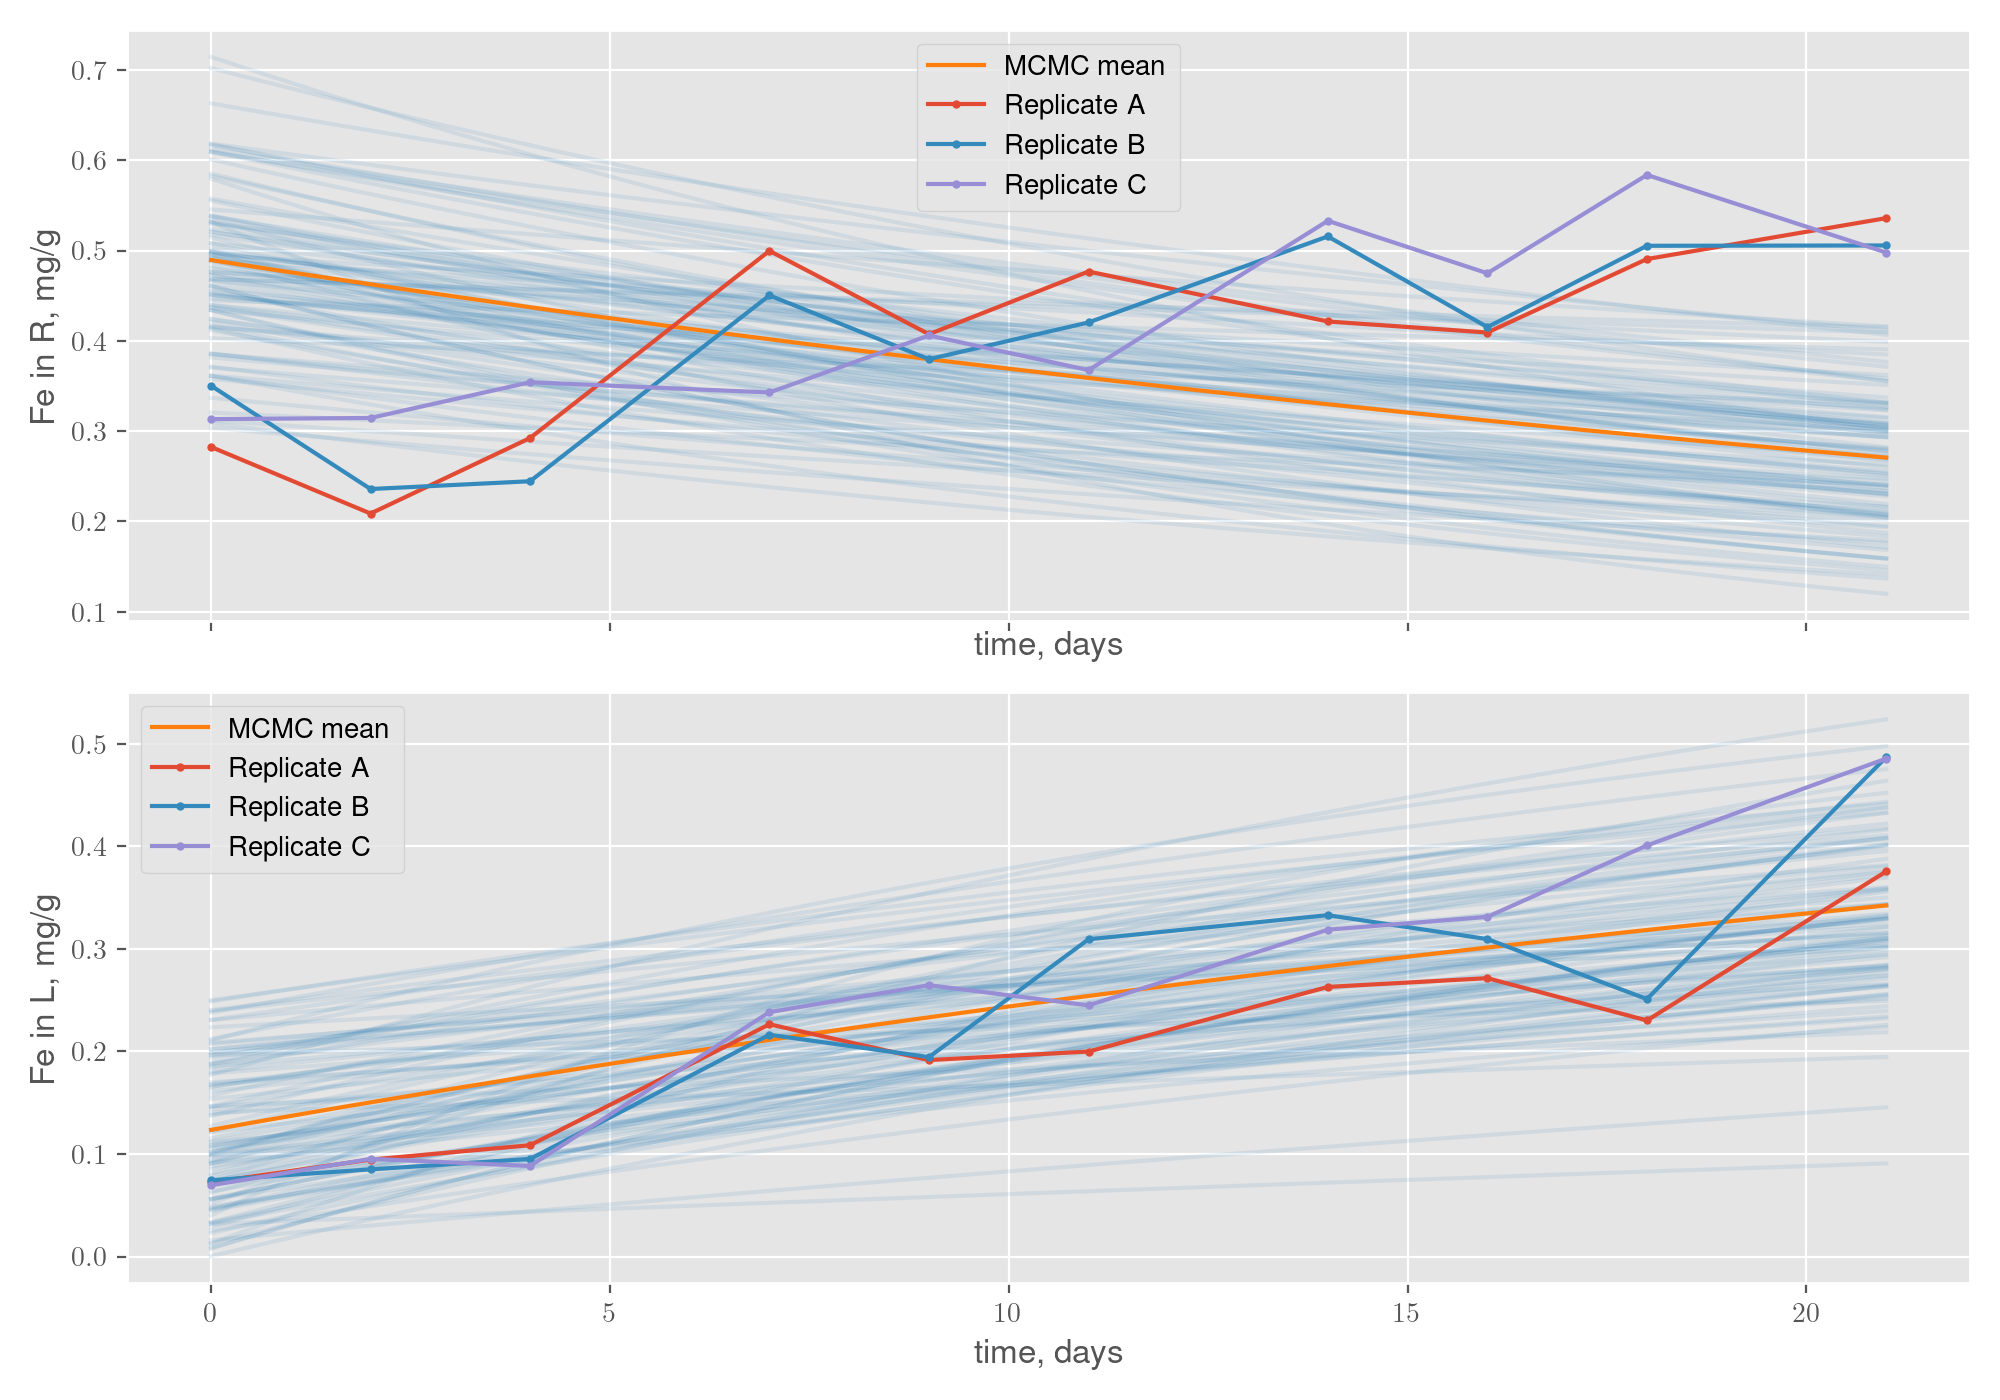 0.7
0.6
0.5
0.4
0.3
0.2
0.1
Fe in R, mg/g
MCMC mean
Replicate A
Replicate B
Replicate C
time, days
0.5
0.4
0.3
0.2
0.1
0.0
Fe in L, mg/g
MCMC mean
Replicate A
Replicate B
Replicate C
0 5 10 15 20
time, days